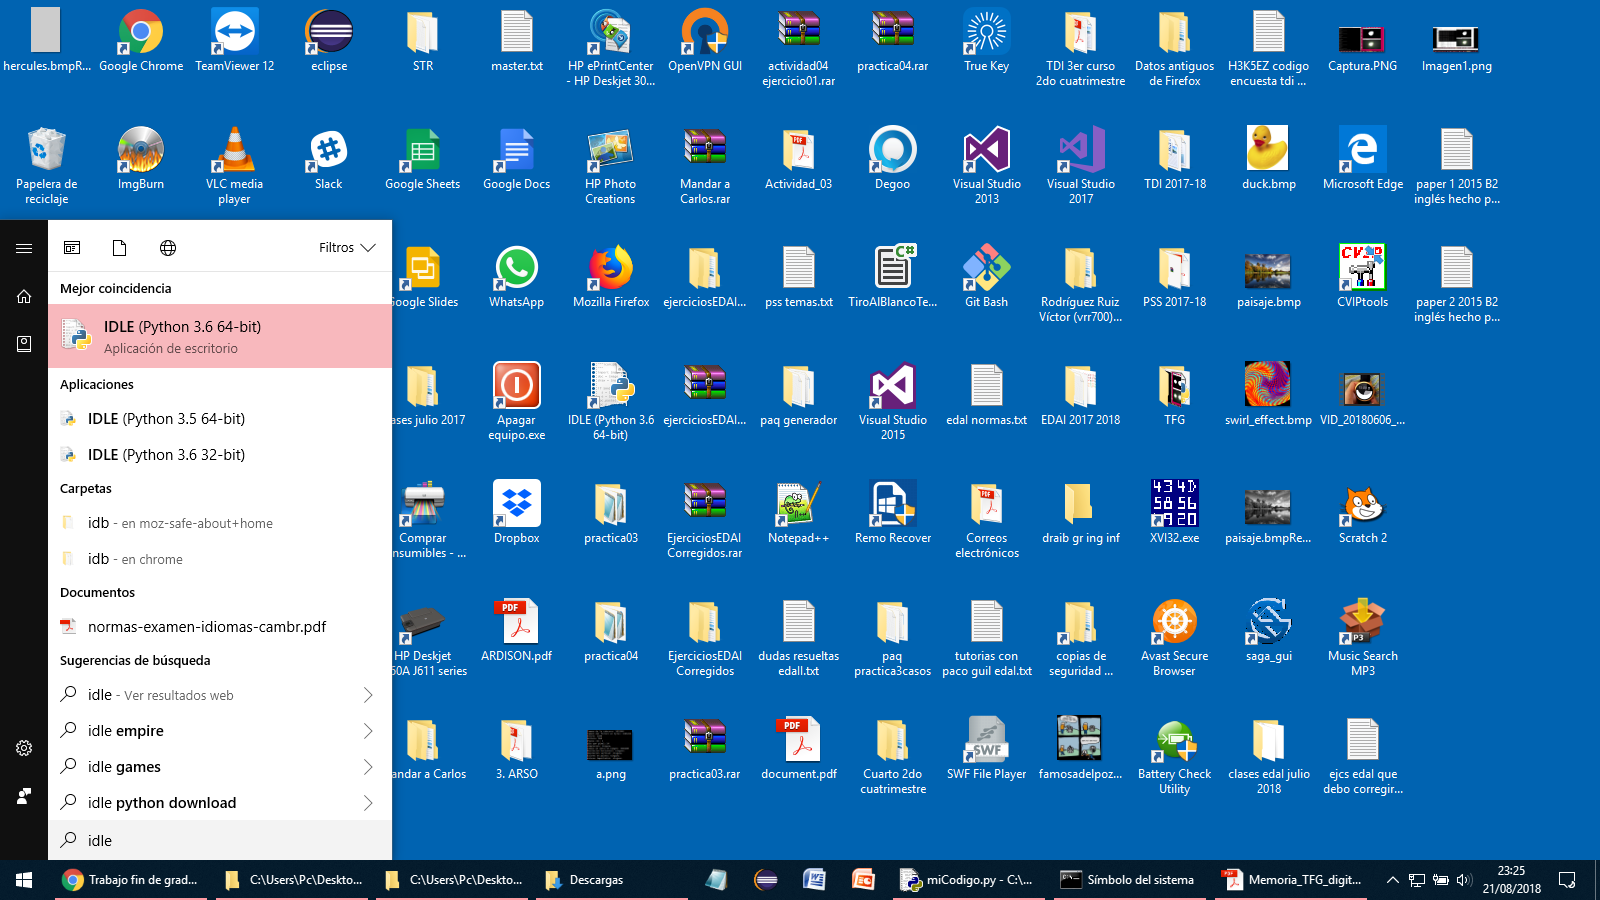 hercules.bmpR...
Google Chrome
TeamViewer 12
eclipse
STR
master.txt
HP ePrintCenter
- HP Deskjet 30...
OpenVPN GUI
actividad04
ejercicio01.rar
practica04.rar
True Key
TDI 3er curso
2do cuatrimestre
Datos antiguos
de Firefox
H3K5EZ codigo
encuesta tdi ...
Captura.PNG
Imagen1.png
Papelera de
reciclaje
ImgBurn
VLC media
player
Slack
Google Sheets
Google Docs
HP Photo
Creations
Mandar a
Carlos.rar
Actividad_03
Degoo
Visual Studio
2013
Visual Studio
2017
TDI 2017-18
duck.bmp
Microsoft Edge
paper 1 2015 B2
inglés hecho p...
Filtros
Mejor coincidencia
IDLE (Python 3.6 64-bit)
Aplicación de escritorio
Aplicaciones
IDLE (Python 3.5 64-bit)
IDLE (Python 3.6 32-bit)
Carpetas
idb - en moz-safe-about+home
idb - en chrome
Documentos
normas-examen-idiomas-cambr.pdf
Sugerencias de búsqueda
idle - Ver resultados web
idle empire
idle games
idle python download
idle
Google Slides
WhatsApp
Mozilla Firefox
ejerciciosEDAI...
pss temas.txt
TiroAlBlancoTe...
Git Bash
Rodríguez Ruiz
Víctor (vrr700)...
PSS 2017-18
paisaje.bmp
CVIPtools
paper 2 2015 B2
inglés hecho p...
ases julio 2017
Apagar
equipo.exe
IDLE (Python 3.6
64-bit)
ejerciciosEDAI...
paq generador
Visual Studio
2015
edal normas.txt
EDAI 2017 2018
TFG
swirl_effect.bmp
VID_20180606_...
Comprar
nsumibles - ...
Dropbox
practica03
EjerciciosEDAI
Corregidos.rar
Notepad++
Remo Recover
Correos
electrónicos
draib gr ing inf
XVI32.exe
paisaje.bmpRe...
Scratch 2
HP Deskjet
50A J611 series
ARDISON.pdf
practica04
EjerciciosEDAI
Corregidos
dudas resueltas
edaII.txt
paq
practica3casos
tutorias con
paco guil edal.txt
copias de
seguridad ...
Avast Secure
Browser
saga_gui
Music Search
MP3
andar a Carlos
3. ARSO
a.png
practica03.rar
document.pdf
Cuarto 2do
cuatrimestre
SWF File Player
famosadelpoz...
Battery Check
Utility
clases edal julio
2018
ejcs edal que
debo corregir...
Trabajo fin de grad...
C:\Users\Pc\Deskto...
C:\Users\Pc\Deskto...
Descargas
miCodigo.py - C:\...
Símbolo del sistema
Memoria_TFG_digit...
23:25
21/08/2018